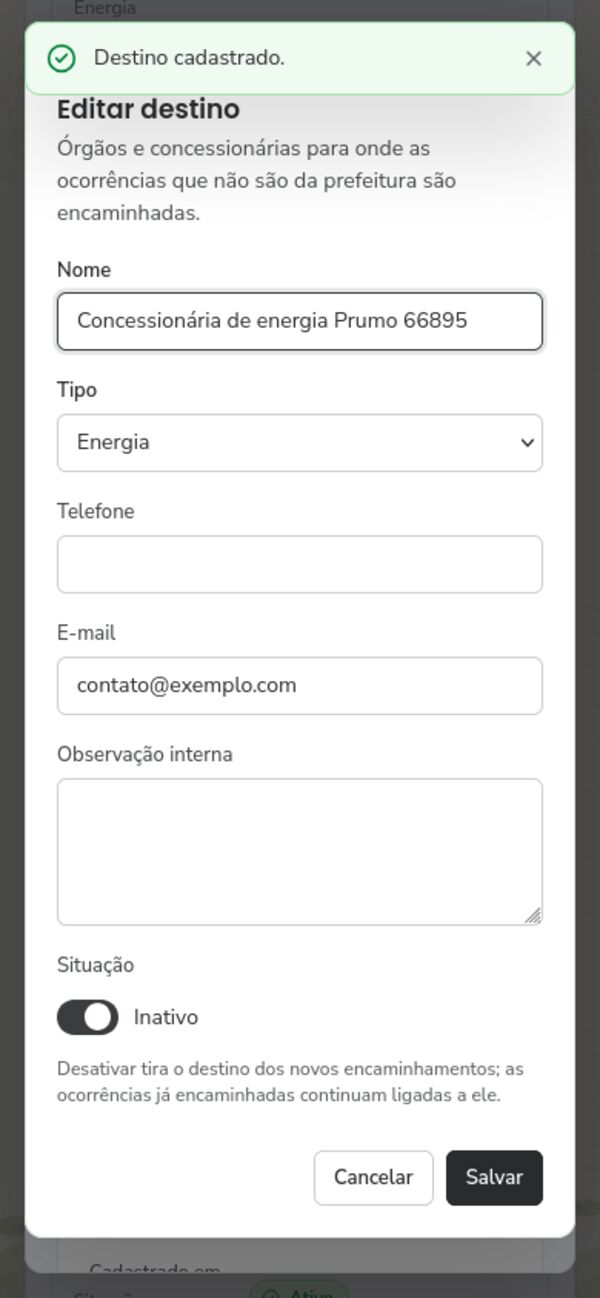 Energia
Destino cadastrado.
Editar destino
Órgãos e concessionárias para onde as
ocorrências que não são da prefeitura são
encaminhadas.
Nome
Concessionária de energia Prumo 66895
Tipo
Energia
Telefone
E-mail
contato@exemplo.com
Observação interna
Situação
Inativo
Desativar tira o destino dos novos encaminhamentos; as
ocorrências já encaminhadas continuam ligadas a ele.
Cancelar Salvar
Cadastrado em
Situação Ativo